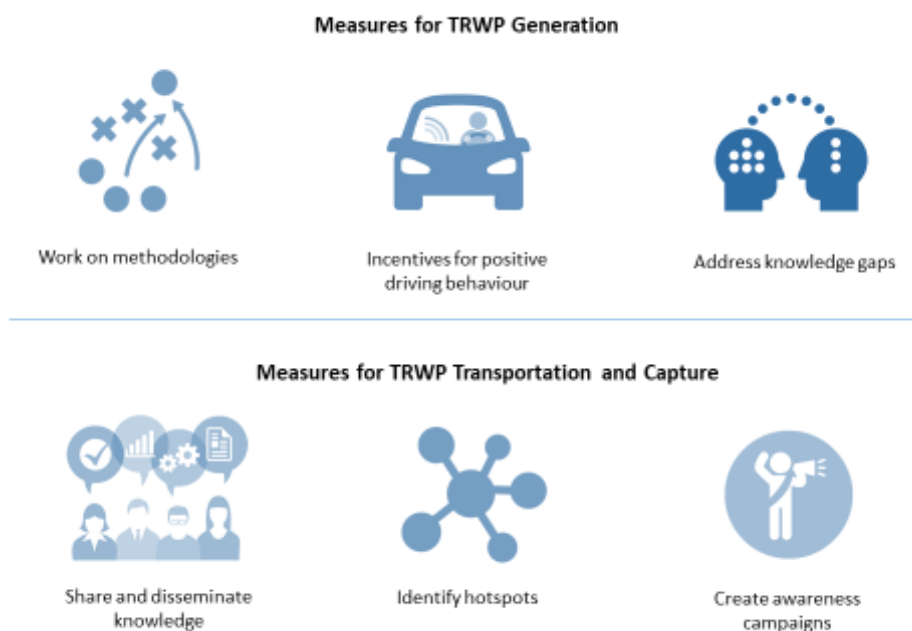 Measures for TRWP Generation
Work on methodologies
Incentives for positive
driving behaviour
Address knowledge gaps
Measures for TRWP Transportation and Capture
Share and disseminate
knowledge
Identify hotspots
Create awareness
campaigns